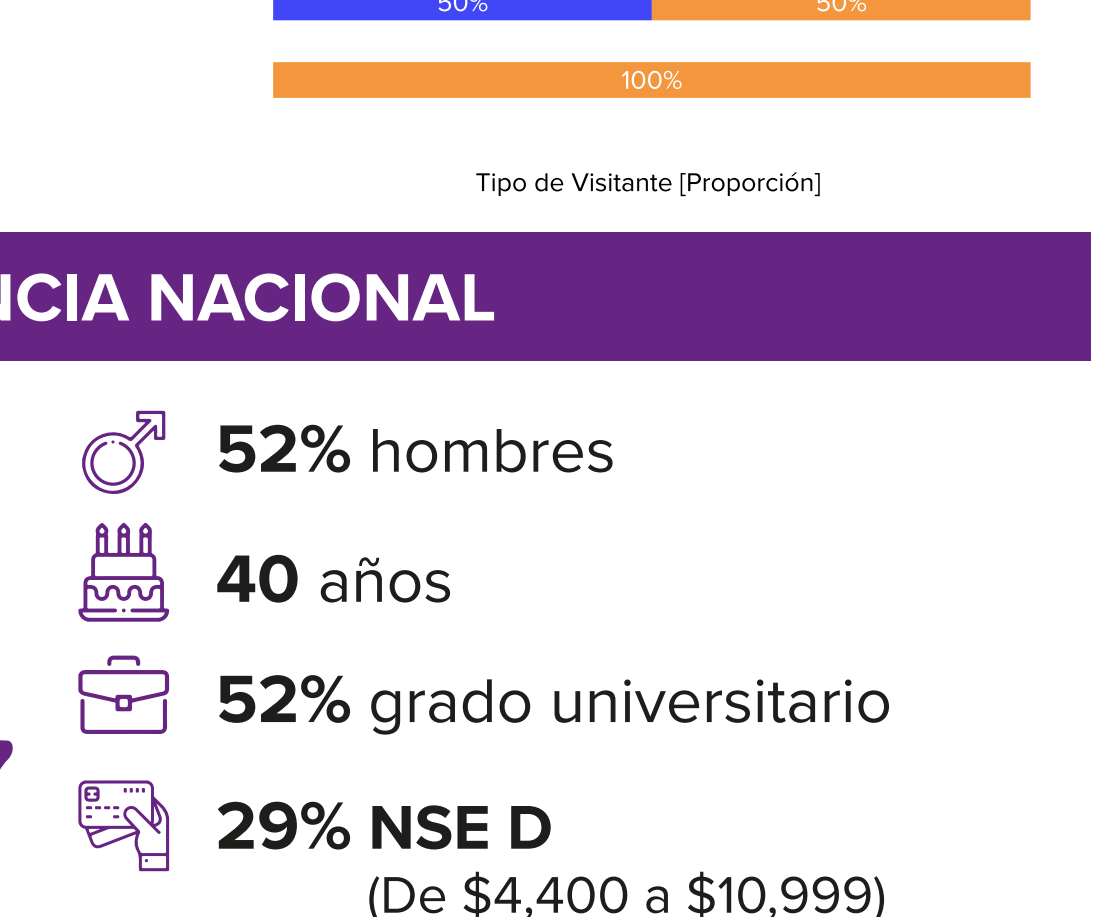 50% 50%
100%
Tipo de Visitante [Proporción]
NCIA NACIONAL
52% hombres
40 años
52% grado universitario
29% NSE D
(De $4,400 a $10,999)